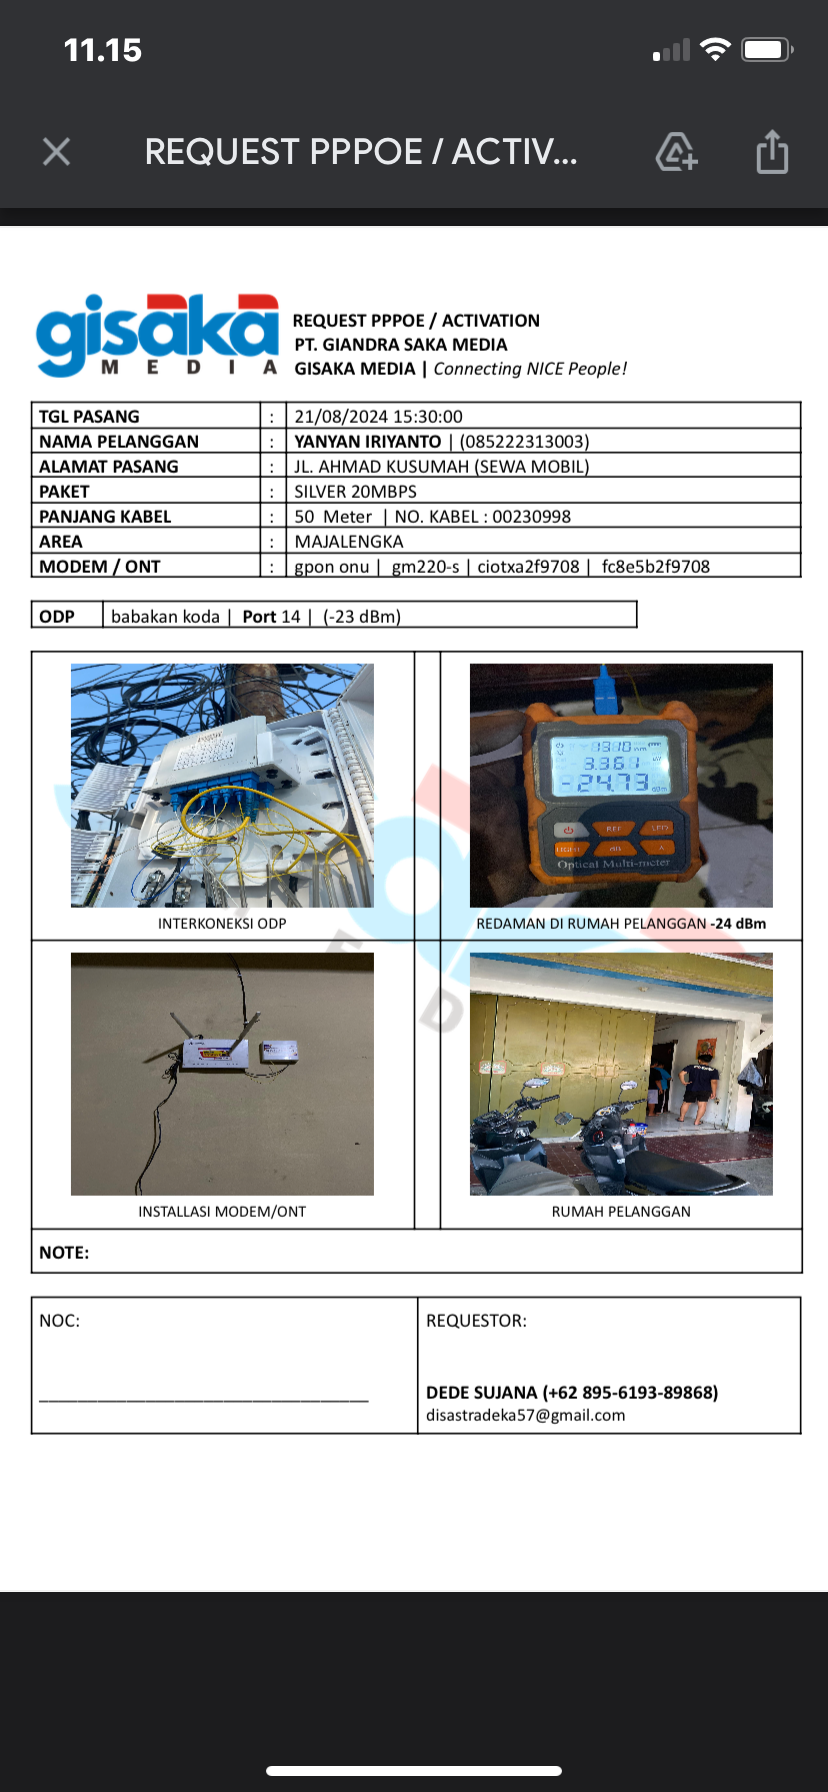 11.15
REQUEST PPPOE / ACTIV...
gisaka
MEDIA
REQUEST PPPOE / ACTIVATION
PT. GIANDRA SAKA MEDIA
GISAKA MEDIA | Connecting NICE People!
TGL PASANG : 21/08/2024 15:30:00
NAMA PELANGGAN : YANYAN IRIYANTO | (085222313003)
ALAMAT PASANG : JL. AHMAD KUSUMAH (SEWA MOBIL)
PAKET : SILVER 20MBPS
PANJANG KABEL : 50 Meter | NO. KABEL : 00230998
AREA : MAJALENGKA
MODEM / ONT : gpon onu | gm220-s | ciotxa2f9708 | fc8e5b2f9708
ODP babakan koda | Port 14 | (-23 dBm)
1310 nm
3.361
-24.73 dBm
REF LED
Optical Multi-meter
INTERKONEKSI ODP
REDAMAN DI RUMAH PELANGGAN -24 dBm
INSTALLASI MODEM/ONT
RUMAH PELANGGAN
NOTE:
NOC:
REQUESTOR:
DEDE SUJANA (+62 895-6193-89868)
disastradeka57@gmail.com